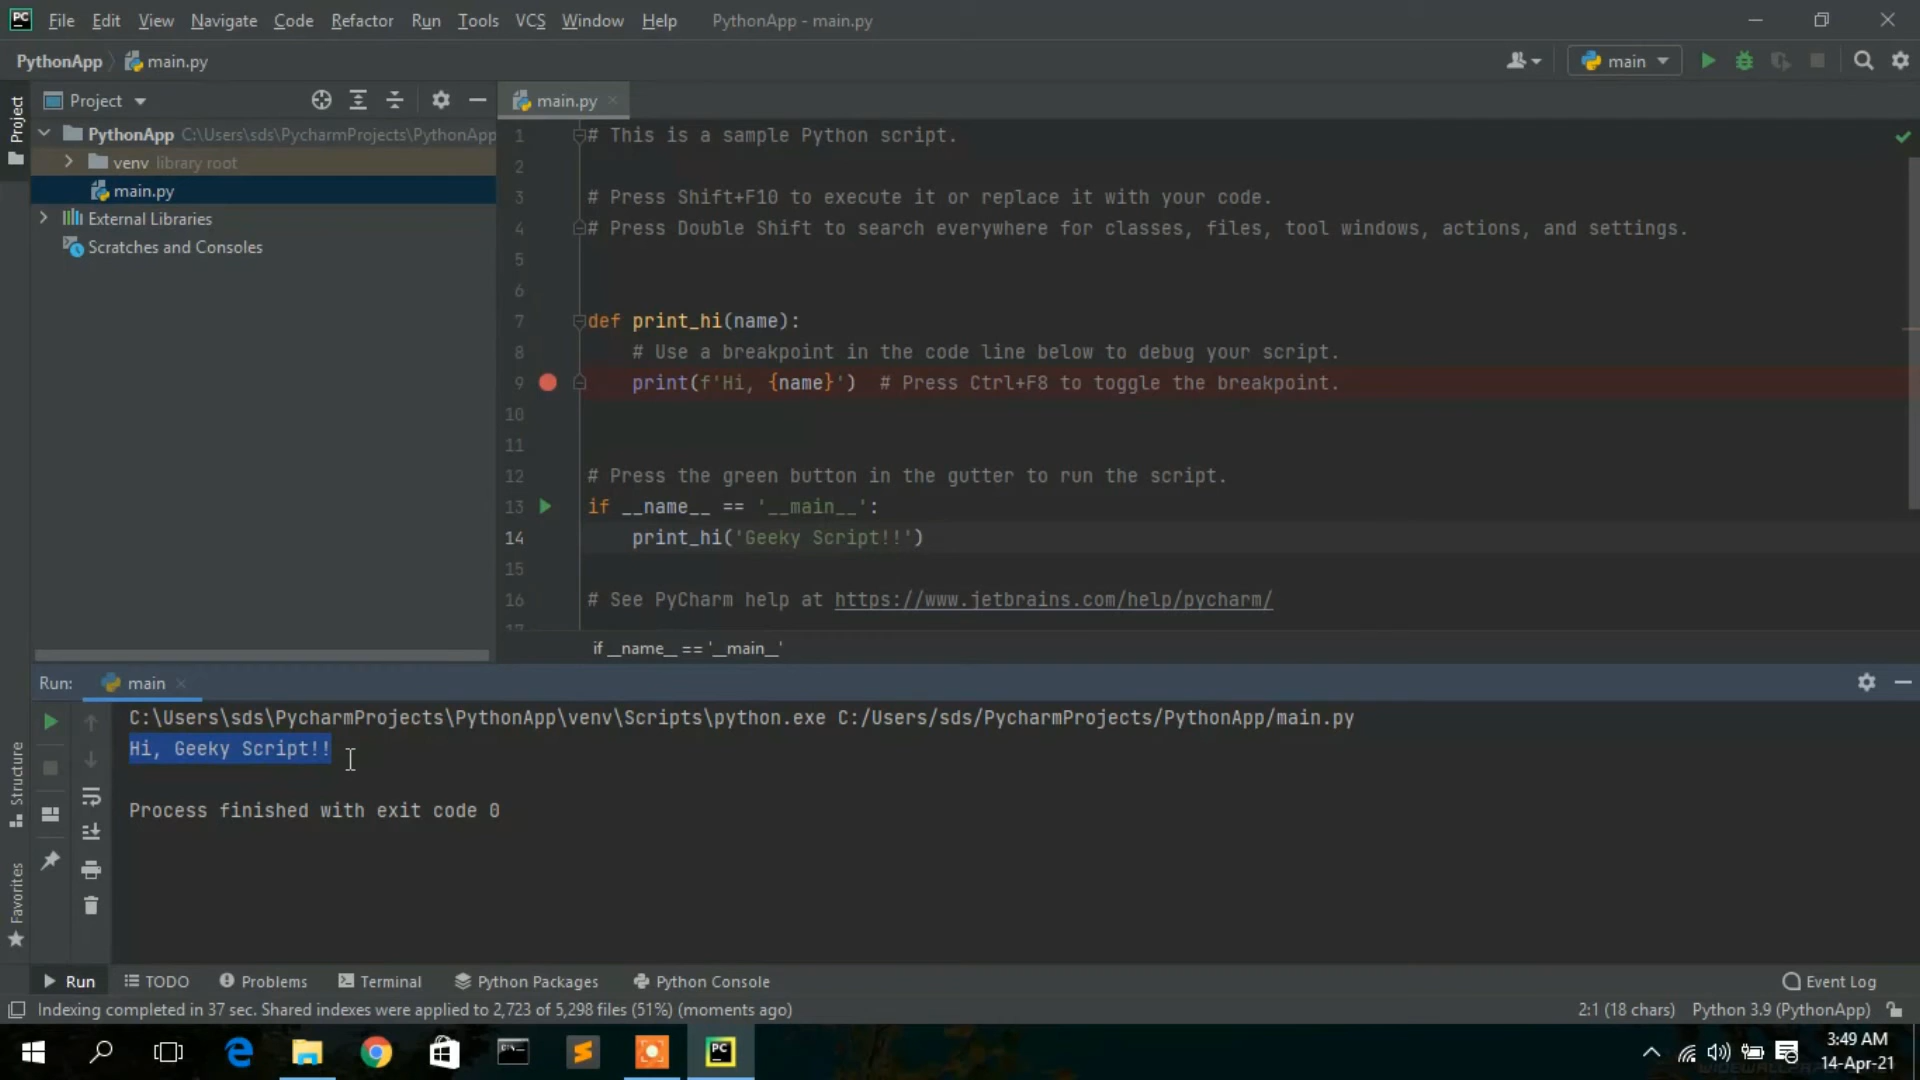 PC File Edit View Navigate Code Refactor Run Tools VCS Window Help PythonApp - main.py
PythonApp main.py main
Project main.py
Project
PythonApp C:\Users\sds\PycharmProjects\PythonApp
venv library root
main.py
External Libraries
Scratches and Consoles
1 # This is a sample Python script.
2
3 # Press Shift+F10 to execute it or replace it with your code.
4 # Press Double Shift to search everywhere for classes, files, tool windows, actions, and settings.
5
6
7 def print_hi(name):
8 # Use a breakpoint in the code line below to debug your script.
9 print(f'Hi, {name}') # Press Ctrl+F8 to toggle the breakpoint.
10
11
12 # Press the green button in the gutter to run the script.
13 if __name__ == '__main__':
14 print_hi('Geeky Script!!')
15
16 # See PyCharm help at https://www.jetbrains.com/help/pycharm/
if __name__ == '__main__'
Run: main
C:\Users\sds\PycharmProjects\PythonApp\venv\Scripts\python.exe C:/Users/sds/PycharmProjects/PythonApp/main.py
Hi, Geeky Script!!
Process finished with exit code 0
Structure
Favorites
Run TODO Problems Terminal Python Packages Python Console Event Log
Indexing completed in 37 sec. Shared indexes were applied to 2,723 of 5,298 files (51%) (moments ago) 2:1 (18 chars) Python 3.9 (PythonApp)
PC
3:49 AM
14-Apr-21